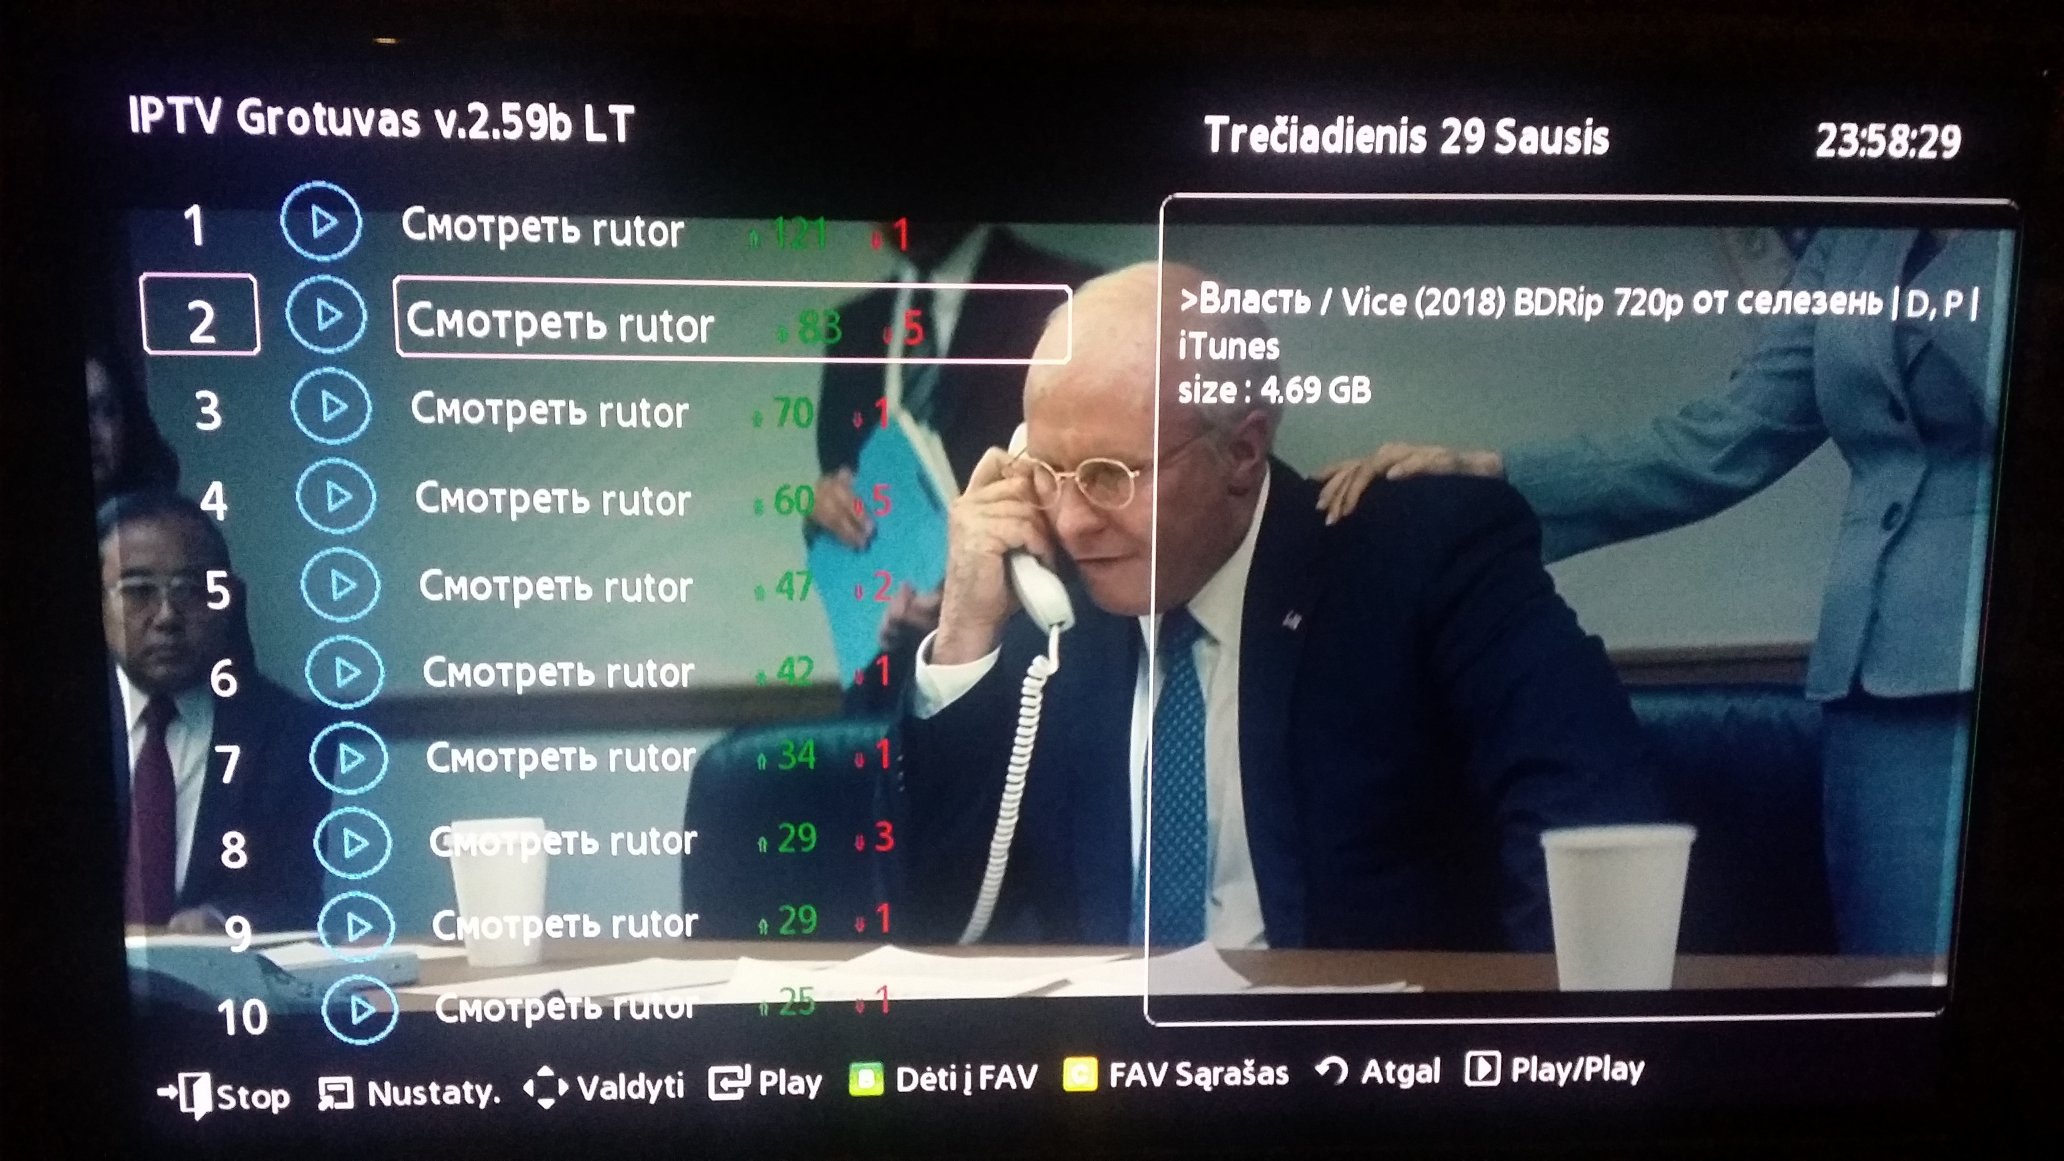 IPTV Grotuvas v.2.59b LT
Trečiadienis 29 Sausis 23:58:29
1 Смотреть rutor 121 1
2 Смотреть rutor 83 5
3 Смотреть rutor 70 1
4 Смотреть rutor 60 5
5 Смотреть rutor 47 2
6 Смотреть rutor 42 1
7 Смотреть rutor 34 1
8 Смотреть rutor 29 3
9 Смотреть rutor 29 1
10 Смотреть rutor 25 1
>Власть / Vice (2018) BDRip 720p от селезень | D, P |
iTunes
size : 4.69 GB
Stop Nustaty. Valdyti Play B Dėti į FAV C FAV Sąrašas Atgal Play/Play